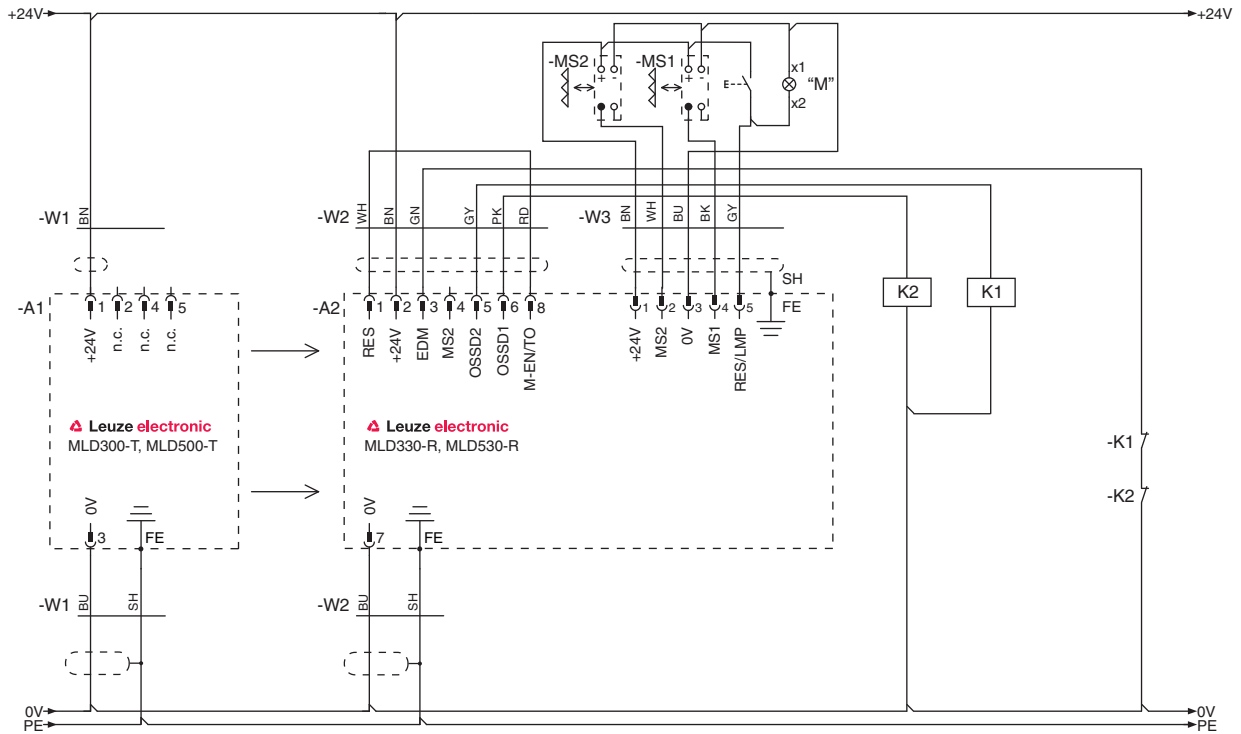 +24V +24V
-MS2 + - -MS1 + - E x1 "M" x2
-W1 BN -W2 WH BN GN GY PK RD -W3 BN WH BU BK GY
SH
-A1 1 2 4 5 -A2 1 2 3 4 5 6 8 1 2 3 4 5 FE K2 K1
+24V n.c. n.c. n.c. RES +24V EDM MS2 OSSD2 OSSD1 M-EN/TO +24V MS2 0V MS1 RES/LMP
Leuze electronic Leuze electronic
MLD300-T, MLD500-T MLD330-R, MLD530-R
-K1
-K2
0V 0V
3 FE 7 FE
-W1 BU SH -W2 BU SH
0V 0V
PE PE